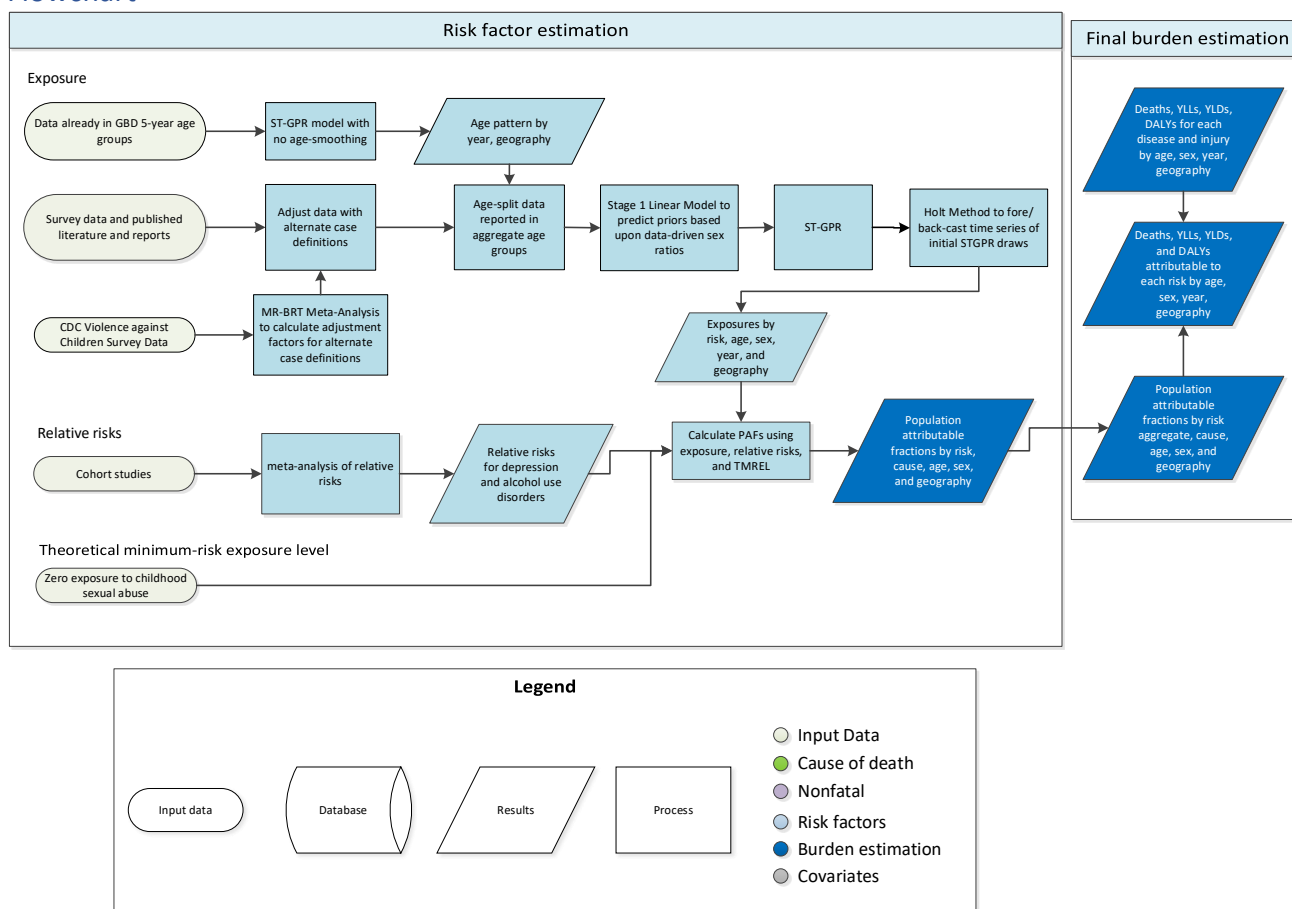 Risk factor estimation
Final burden estimation
Exposure
Data already in GBD 5-year age
groups
ST-GPR model with
no age-smoothing
Age pattern by
year, geography
Survey data and published
literature and reports
Adjust data with
alternate case
definitions
Age-split data
reported in
aggregate age
groups
Stage 1 Linear Model to
predict priors based
upon data-driven sex
ratios
ST-GPR
Holt Method to fore/
back-cast time series of
initial STGPR draws
CDC Violence against
Children Survey Data
MR-BRT Meta-Analysis
to calculate adjustment
factors for alternate
case definitions
Exposures by
risk, age, sex,
year, and
geography
Relative risks
Cohort studies
meta-analysis of relative
risks
Relative risks
for depression
and alcohol use
disorders
Calculate PAFs using
exposure, relative risks,
and TMREL
Population
attributable
fractions by risk,
cause, age, sex,
and geography
Theoretical minimum-risk exposure level
Zero exposure to childhood
sexual abuse
Deaths, YLLs, YLDs,
DALYs for each
disease and injury
by age, sex, year,
geography
Deaths, YLLs, YLDs,
and DALYs
attributable to
each risk by age,
sex, year,
geography
Population
attributable
fractions by risk
aggregate, cause,
age, sex, and
geography
Legend
Input data
Database
Results
Process
Input Data
Cause of death
Nonfatal
Risk factors
Burden estimation
Covariates